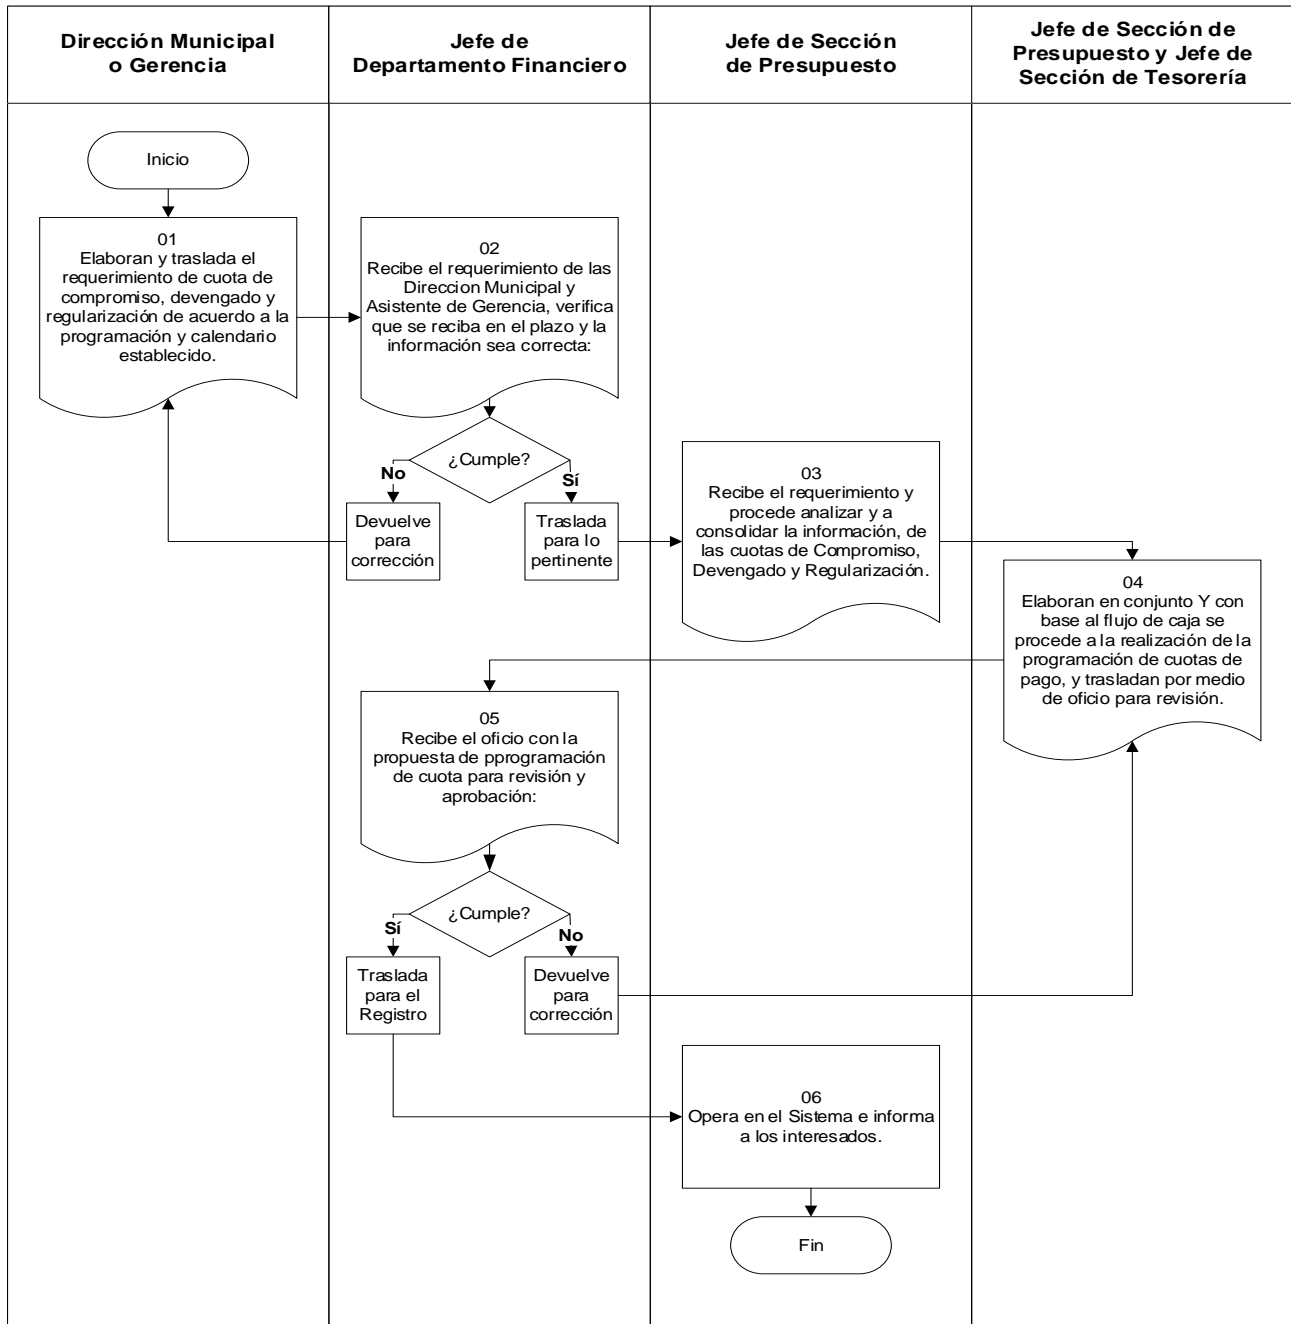 Dirección Municipal
o Gerencia
Jefe de
Departamento Financiero
Jefe de Sección
de Presupuesto
Jefe de Sección de
Presupuesto y Jefe de
Sección de Tesorería
Inicio
01
Elaboran y traslada el
requerimiento de cuota de
compromiso, devengado y
regularización de acuerdo a la
programación y calendario
establecido.
02
Recibe el requerimiento de las
Direccion Municipal y
Asistente de Gerencia, verifica
que se reciba en el plazo y la
información sea correcta:
¿Cumple?
No
Sí
Devuelve
para
corrección
Traslada
para lo
pertinente
03
Recibe el requerimiento y
procede analizar y a
consolidar la información, de
las cuotas de Compromiso,
Devengado y Regularización.
04
Elaboran en conjunto Y con
base al flujo de caja se
procede a la realización de la
programación de cuotas de
pago, y trasladan por medio
de oficio para revisión.
05
Recibe el oficio con la
propuesta de pprogramación
de cuota para revisión y
aprobación:
¿Cumple?
Sí
No
Traslada
para el
Registro
Devuelve
para
corrección
06
Opera en el Sistema e informa
a los interesados.
Fin